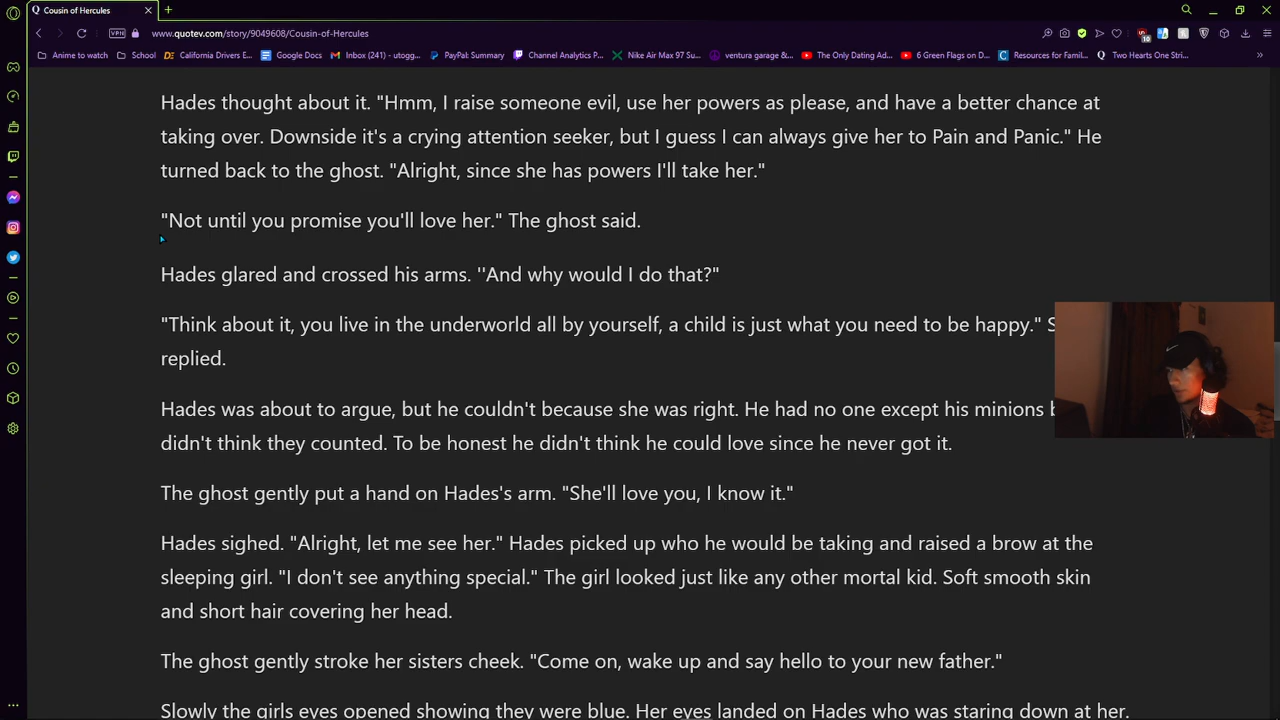 Cousin of Hercules
VPN
www.quotev.com/story/9049608/Cousin-of-Hercules
Anime to watch School California Drivers E... Google Docs Inbox (241) - utogg... PayPal: Summary Channel Analytics P... Nike Air Max 97 Su... ventura garage &... The Only Dating Ad... 6 Green Flags on D... Resources for Famil... Two Hearts One Stri...
Hades thought about it. "Hmm, I raise someone evil, use her powers as please, and have a better chance at
taking over. Downside it's a crying attention seeker, but I guess I can always give her to Pain and Panic." He
turned back to the ghost. "Alright, since she has powers I'll take her."
"Not until you promise you'll love her." The ghost said.
Hades glared and crossed his arms. ''And why would I do that?"
"Think about it, you live in the underworld all by yourself, a child is just what you need to be happy." S
replied.
Hades was about to argue, but he couldn't because she was right. He had no one except his minions b
didn't think they counted. To be honest he didn't think he could love since he never got it.
The ghost gently put a hand on Hades's arm. "She'll love you, I know it."
Hades sighed. "Alright, let me see her." Hades picked up who he would be taking and raised a brow at the
sleeping girl. "I don't see anything special." The girl looked just like any other mortal kid. Soft smooth skin
and short hair covering her head.
The ghost gently stroke her sisters cheek. "Come on, wake up and say hello to your new father."
Slowly the girls eyes opened showing they were blue. Her eyes landed on Hades who was staring down at her.